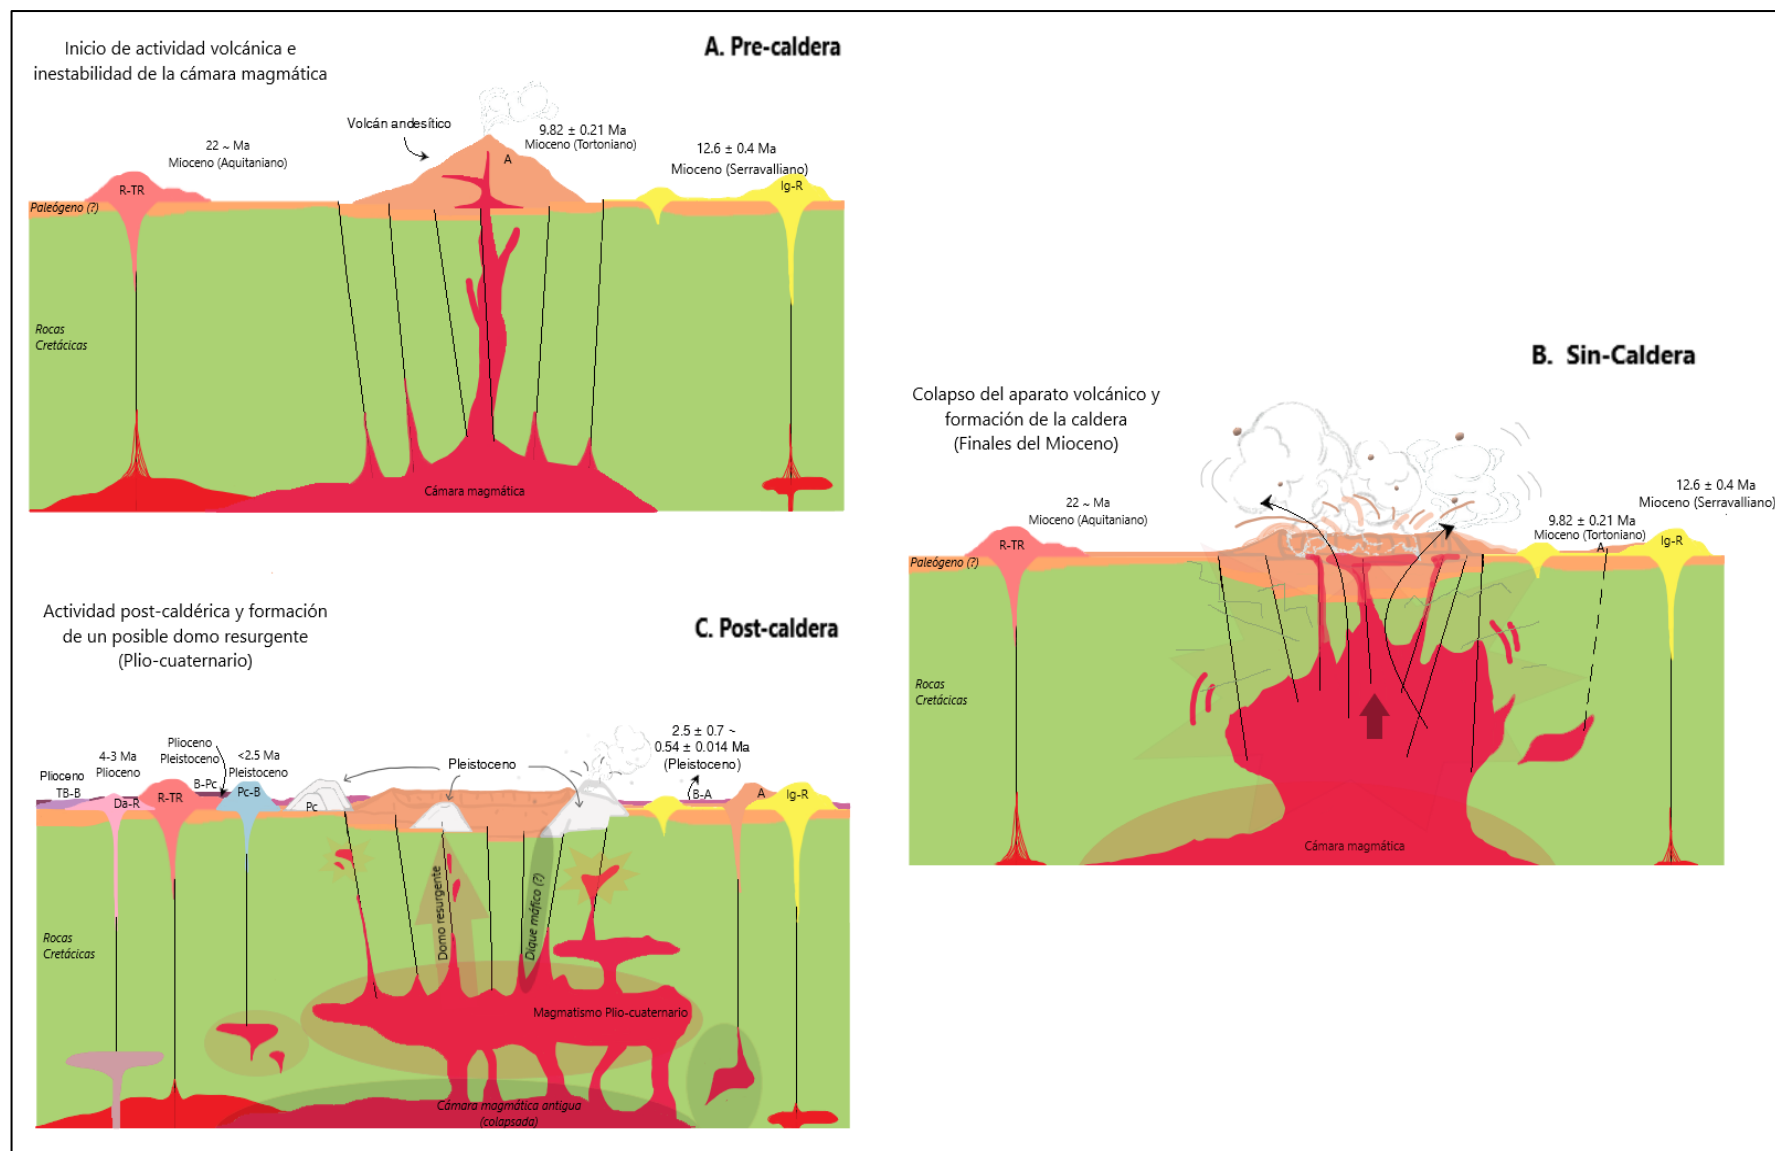 Inicio de actividad volcánica e
inestabilidad de la cámara magmática
A. Pre-caldera
Volcán andesítico
9.82 ± 0.21 Ma
Mioceno (Tortoniano)
22 ~ Ma
Mioceno (Aquitaniano)
12.6 ± 0.4 Ma
Mioceno (Serravalliano)
A
R-TR
Ig-R
Paleógeno (?)
Rocas
Cretácicas
Cámara magmática
B. Sin-Caldera
Colapso del aparato volcánico y
formación de la caldera
(Finales del Mioceno)
22 ~ Ma
Mioceno (Aquitaniano)
12.6 ± 0.4 Ma
Mioceno (Serravalliano)
9.82 ± 0.21 Ma
Mioceno (Tortoniano)
A
R-TR
Ig-R
Paleógeno (?)
Rocas
Cretácicas
Cámara magmática
Actividad post-caldérica y formación
de un posible domo resurgente
(Plio-cuaternario)
C. Post-caldera
Plioceno
TB-B
4-3 Ma
Plioceno
Da-R
R-TR
Plioceno
Pleistoceno
B-Pc
<2.5 Ma
Pleistoceno
Pc-B
Pc
Pleistoceno
2.5 ± 0.7 ~
0.54 ± 0.014 Ma
(Pleistoceno)
B-A
A
Ig-R
Rocas
Cretácicas
Domo resurgente
Dique máfico (?)
Magmatismo Plio-cuaternario
Cámara magmática antigua
(colapsada)